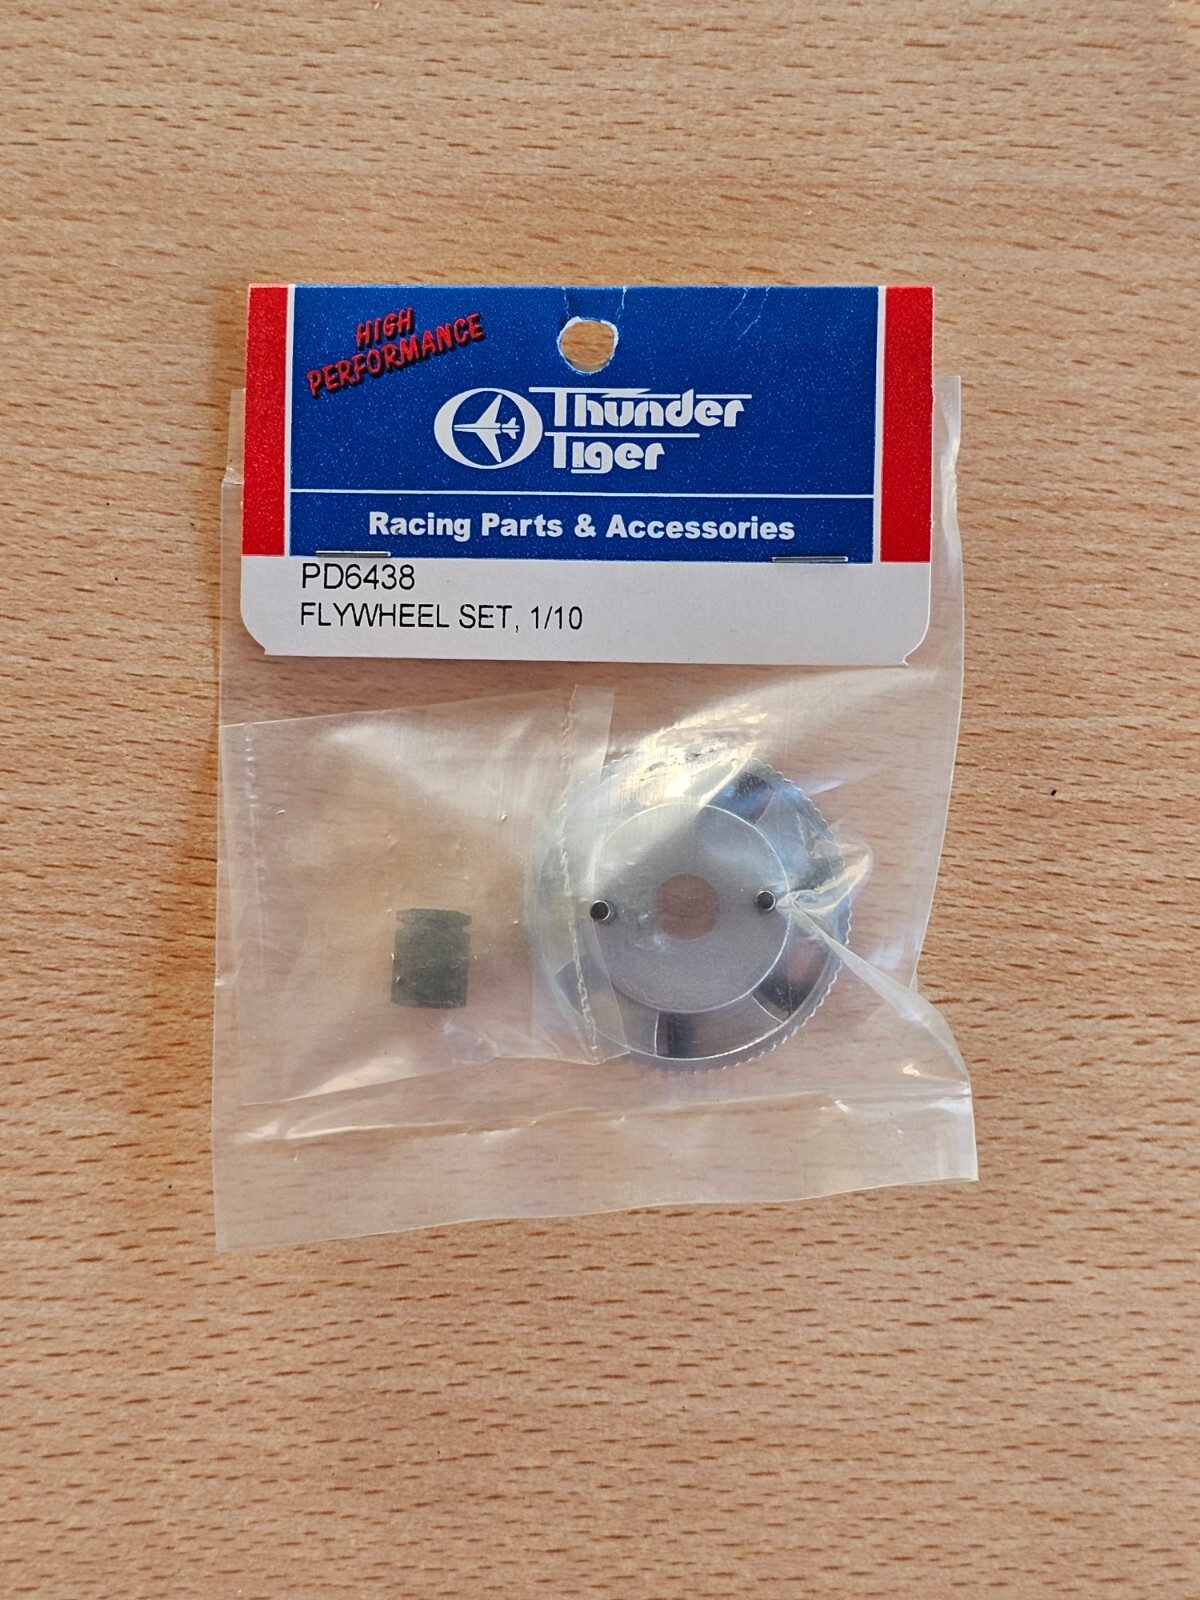 HIGH
PERFORMANCE
Thunder
Tiger
Racing Parts & Accessories
PD6438
FLYWHEEL SET, 1/10